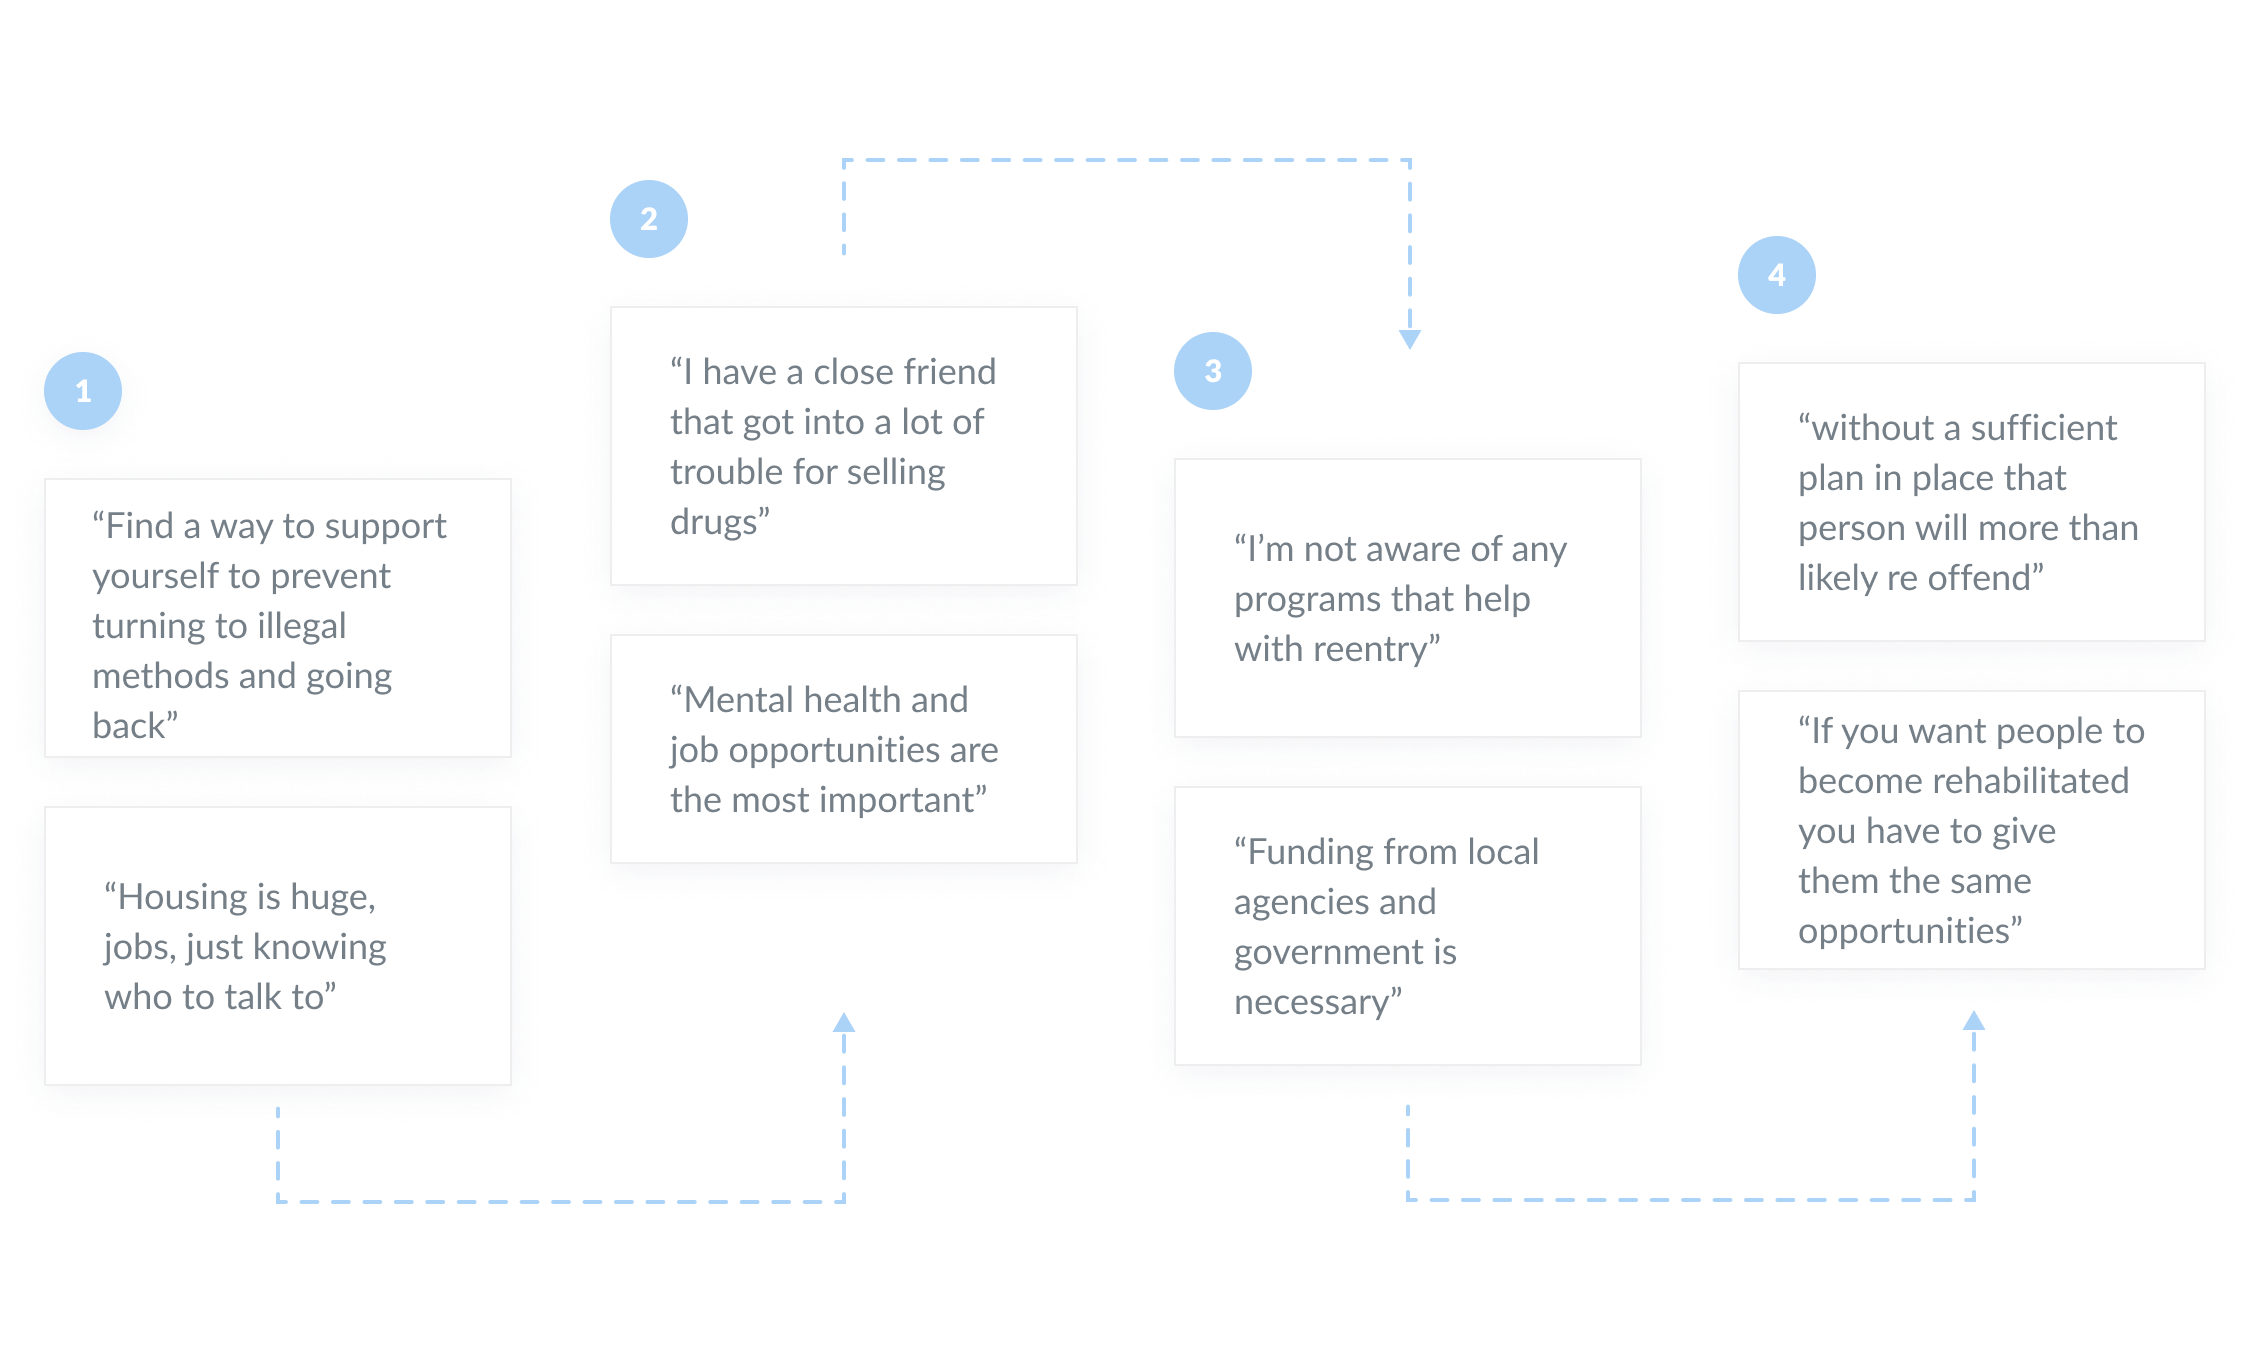 1
“Find a way to support
yourself to prevent
turning to illegal
methods and going
back”
“Housing is huge,
jobs, just knowing
who to talk to”
2
“I have a close friend
that got into a lot of
trouble for selling
drugs”
“Mental health and
job opportunities are
the most important”
3
“I’m not aware of any
programs that help
with reentry”
“Funding from local
agencies and
government is
necessary”
4
“without a sufficient
plan in place that
person will more than
likely re offend”
“If you want people to
become rehabilitated
you have to give
them the same
opportunities”